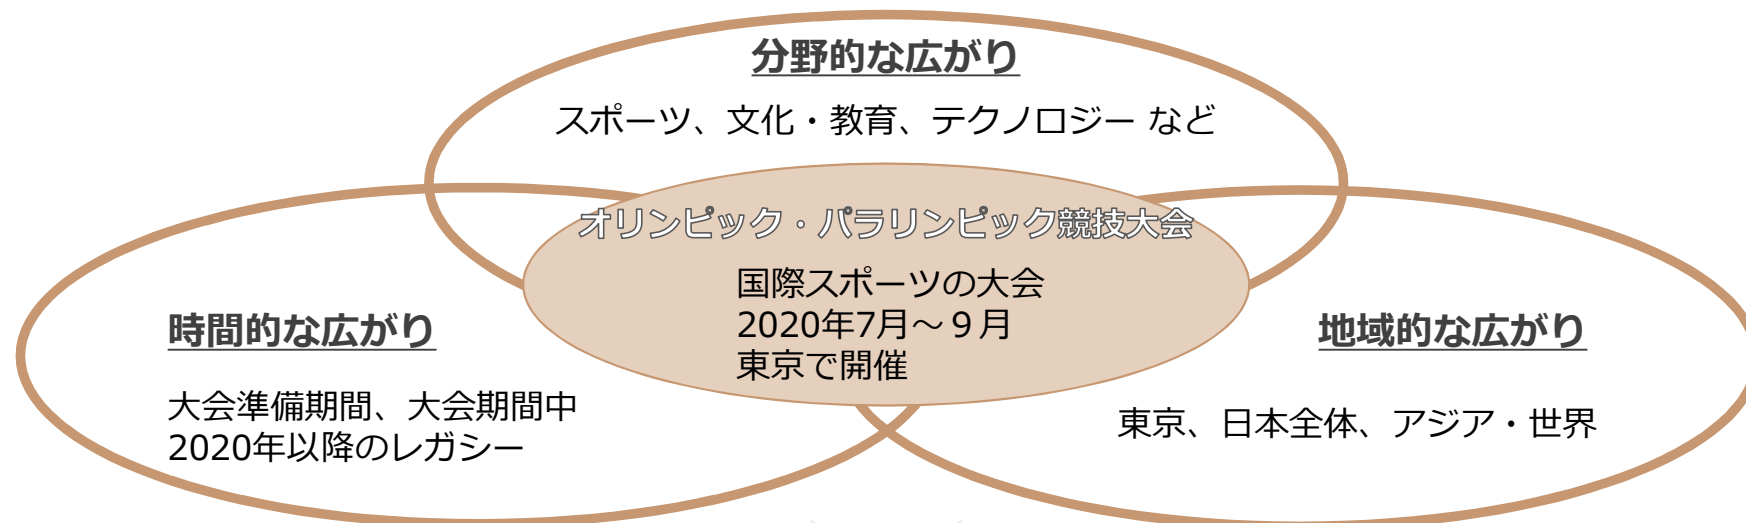 分野的な広がり
スポーツ、文化・教育、テクノロジー など
オリンピック・パラリンピック競技大会
国際スポーツの大会
2020年7月～９月
東京で開催
時間的な広がり
大会準備期間、大会期間中
2020年以降のレガシー
地域的な広がり
東京、日本全体、アジア・世界